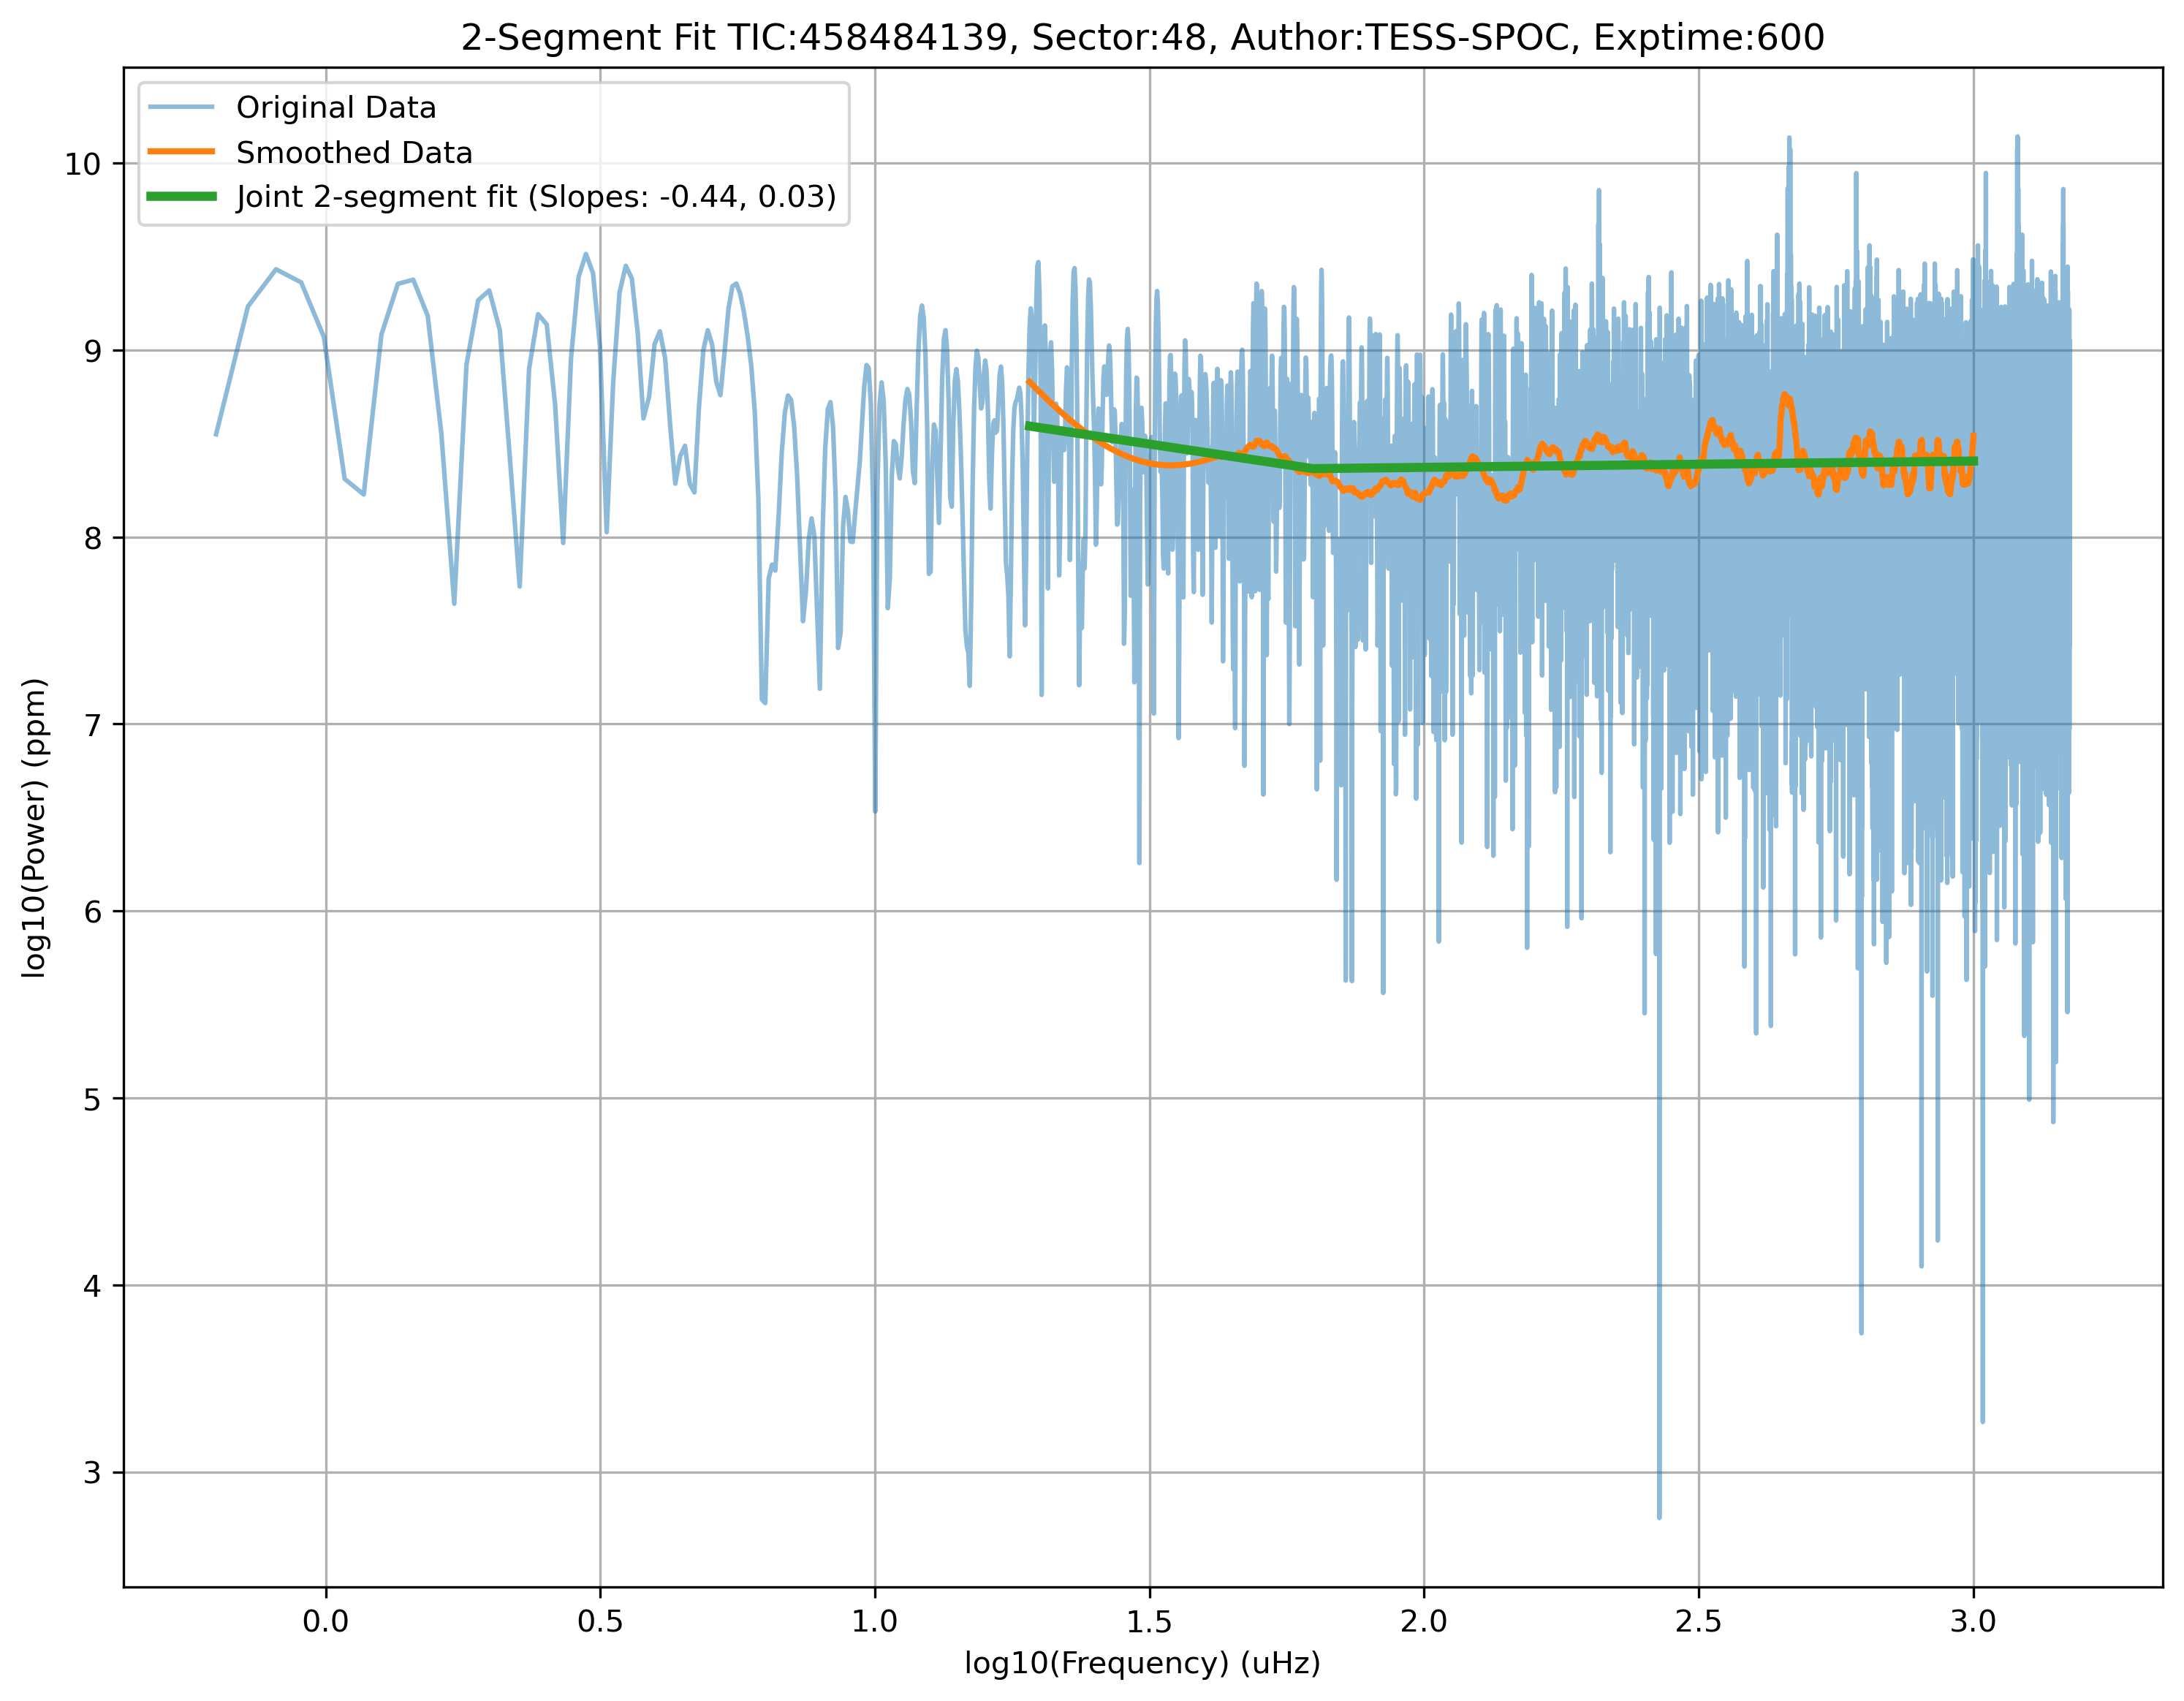 2-Segment Fit TIC:458484139, Sector:48, Author:TESS-SPOC, Exptime:600
Original Data
Smoothed Data
Joint 2-segment fit (Slopes: -0.44, 0.03)
log10(Power) (ppm)
10
9
8
7
6
5
4
3
0.0 0.5 1.0 1.5 2.0 2.5 3.0
log10(Frequency) (uHz)